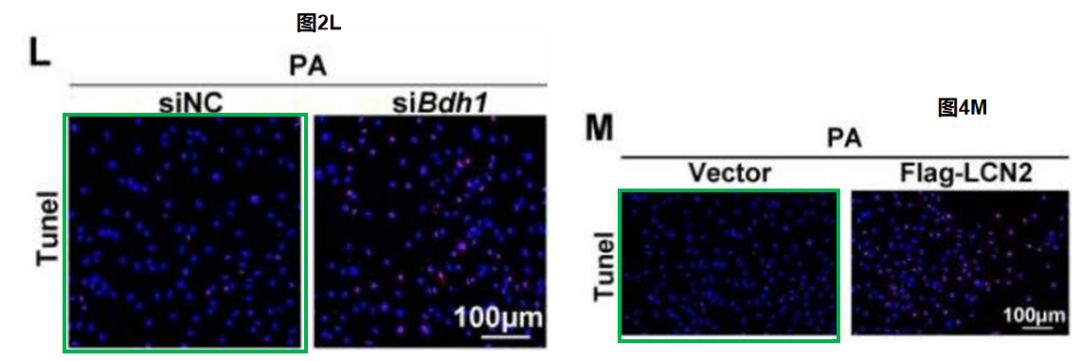 图2L
L
PA
siNC
siBdh1
Tunel
100μm
图4M
M
PA
Vector
Flag-LCN2
Tunel
100μm